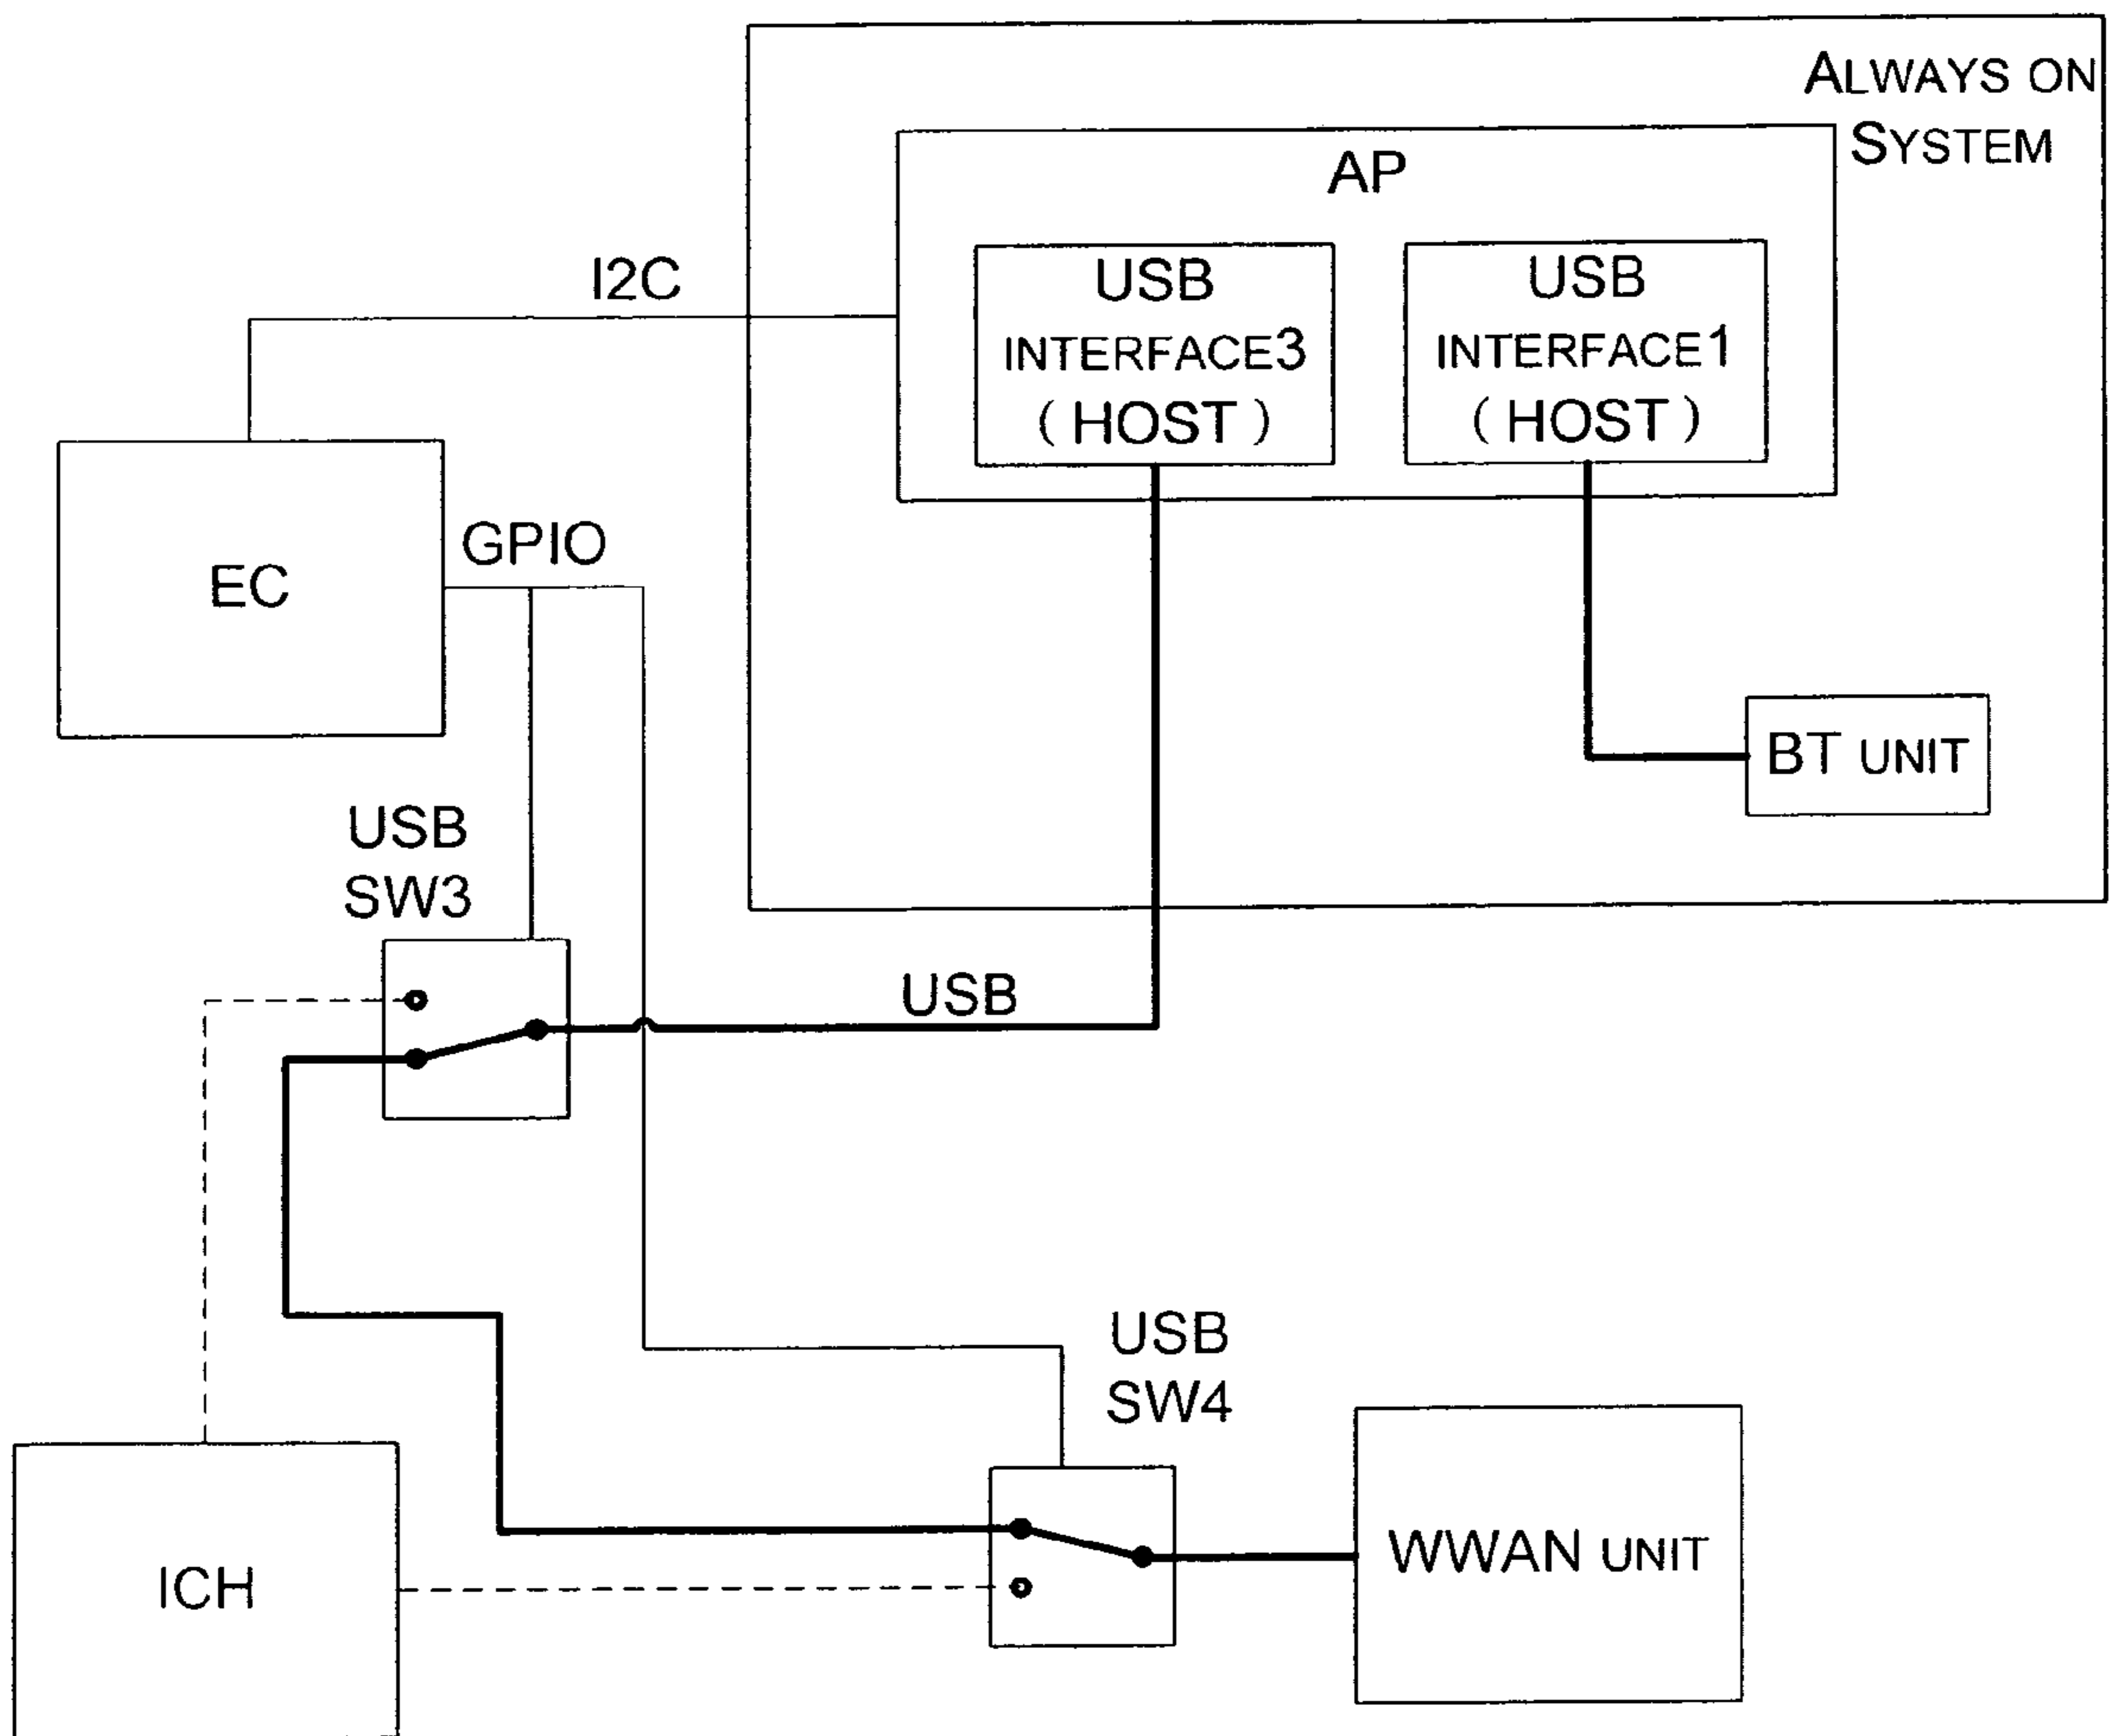 ALWAYS ON
SYSTEM
AP
I2C
USB
INTERFACE3
(HOST)
USB
INTERFACE1
(HOST)
GPIO
EC
BT UNIT
USB
SW3
USB
USB
SW4
WWAN UNIT
ICH